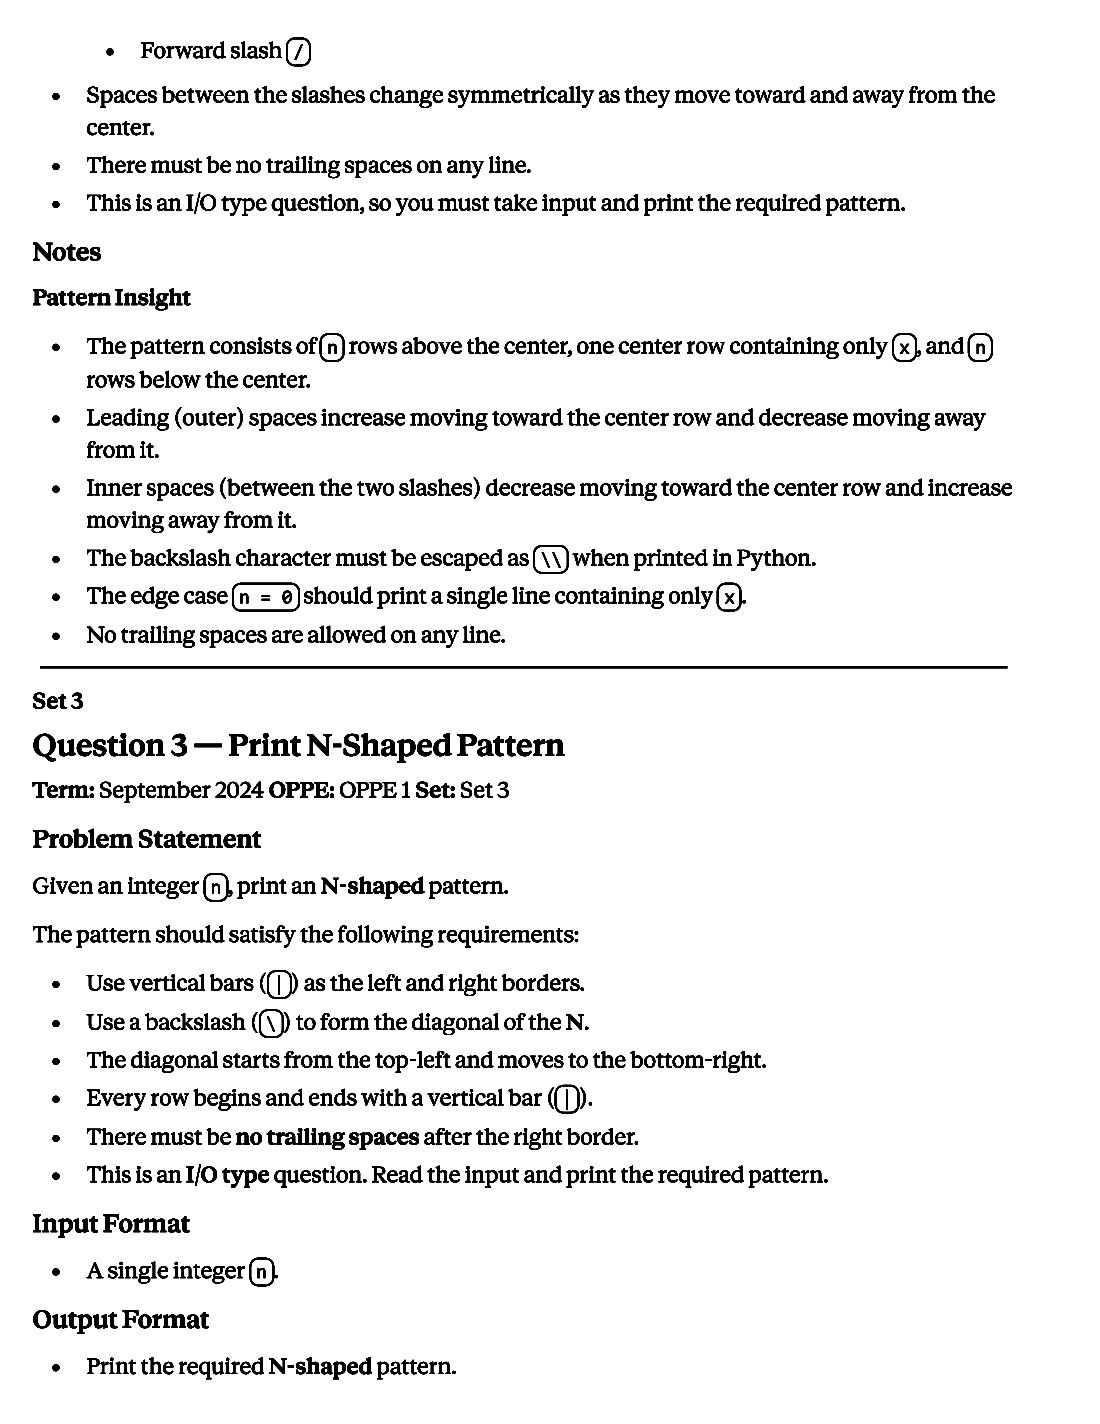 • Forward slash /
• Spaces between the slashes change symmetrically as they move toward and away from the
center.
• There must be no trailing spaces on any line.
• This is an I/O type question, so you must take input and print the required pattern.
Notes
Pattern Insight
• The pattern consists of n rows above the center, one center row containing only x, and n
rows below the center.
• Leading (outer) spaces increase moving toward the center row and decrease moving away
from it.
• Inner spaces (between the two slashes) decrease moving toward the center row and increase
moving away from it.
• The backslash character must be escaped as \\ when printed in Python.
• The edge case n = 0 should print a single line containing only x.
• No trailing spaces are allowed on any line.
Set 3
Question 3 — Print N-Shaped Pattern
Term: September 2024 OPPE: OPPE 1 Set: Set 3
Problem Statement
Given an integer n, print an N-shaped pattern.
The pattern should satisfy the following requirements:
• Use vertical bars (|) as the left and right borders.
• Use a backslash (\) to form the diagonal of the N.
• The diagonal starts from the top-left and moves to the bottom-right.
• Every row begins and ends with a vertical bar (|).
• There must be no trailing spaces after the right border.
• This is an I/O type question. Read the input and print the required pattern.
Input Format
• A single integer n.
Output Format
• Print the required N-shaped pattern.